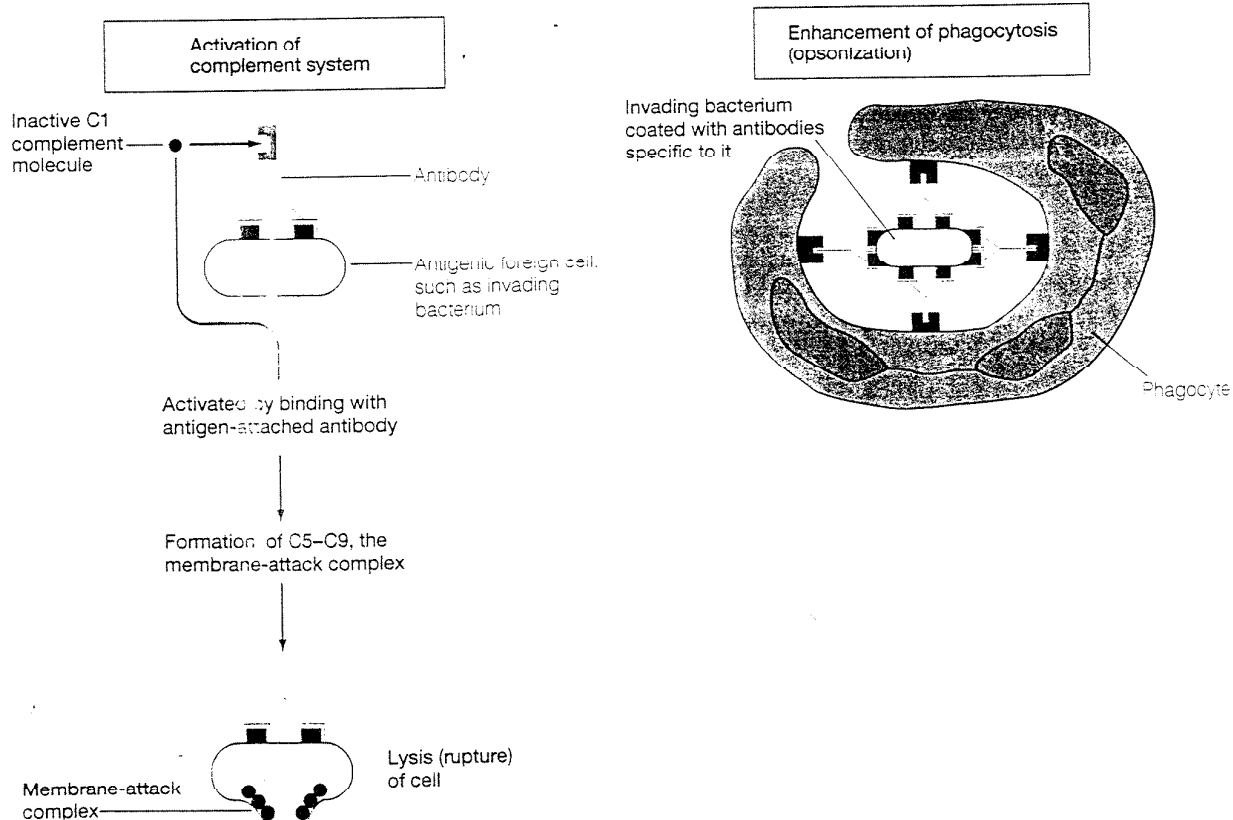 Activation of
complement system
Inactive C1
complement
molecule
Antibody
Antigenic foreign cell,
such as invading
bacterium
Activated by binding with
antigen-attached antibody
Formation of C5–C9, the
membrane-attack complex
Lysis (rupture)
of cell
Membrane-attack
complex
Enhancement of phagocytosis
(opsonization)
Invading bacterium
coated with antibodies
specific to it
Phagocyte